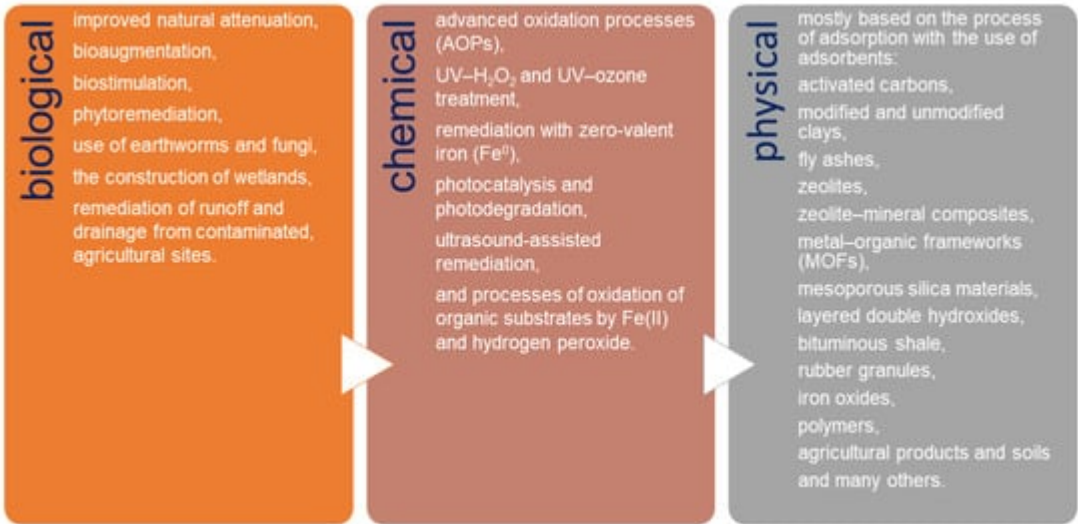 biological
improved natural attenuation,
bioaugmentation,
biostimulation,
phytoremediation,
use of earthworms and fungi,
the construction of wetlands,
remediation of runoff and
drainage from contaminated,
agricultural sites.
chemical
advanced oxidation processes
(AOPs),
UV–H₂O₂ and UV–ozone
treatment,
remediation with zero-valent
iron (Fe⁰),
photocatalysis and
photodegradation,
ultrasound-assisted
remediation,
and processes of oxidation of
organic substrates by Fe(II)
and hydrogen peroxide.
physical
mostly based on the process
of adsorption with the use of
adsorbents:
activated carbons,
modified and unmodified
clays,
fly ashes,
zeolites,
zeolite–mineral composites,
metal–organic frameworks
(MOFs),
mesoporous silica materials,
layered double hydroxides,
bituminous shale,
rubber granules,
iron oxides,
polymers,
agricultural products and soils
and many others.